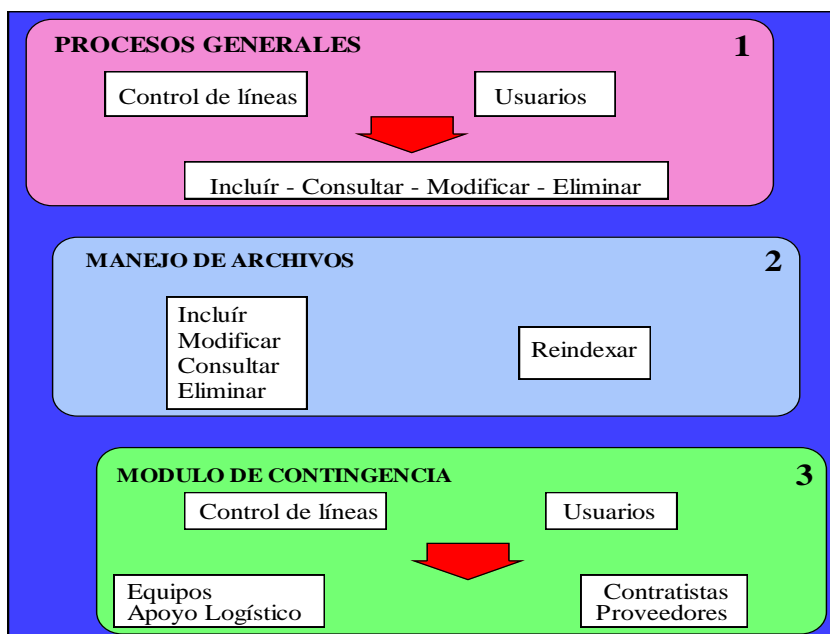 PROCESOS GENERALES 1
Control de líneas Usuarios
Incluír - Consultar - Modificar - Eliminar
MANEJO DE ARCHIVOS 2
Incluír
Modificar
Consultar
Eliminar
Reindexar
MODULO DE CONTINGENCIA 3
Control de líneas Usuarios
Equipos
Apoyo Logístico
Contratistas
Proveedores